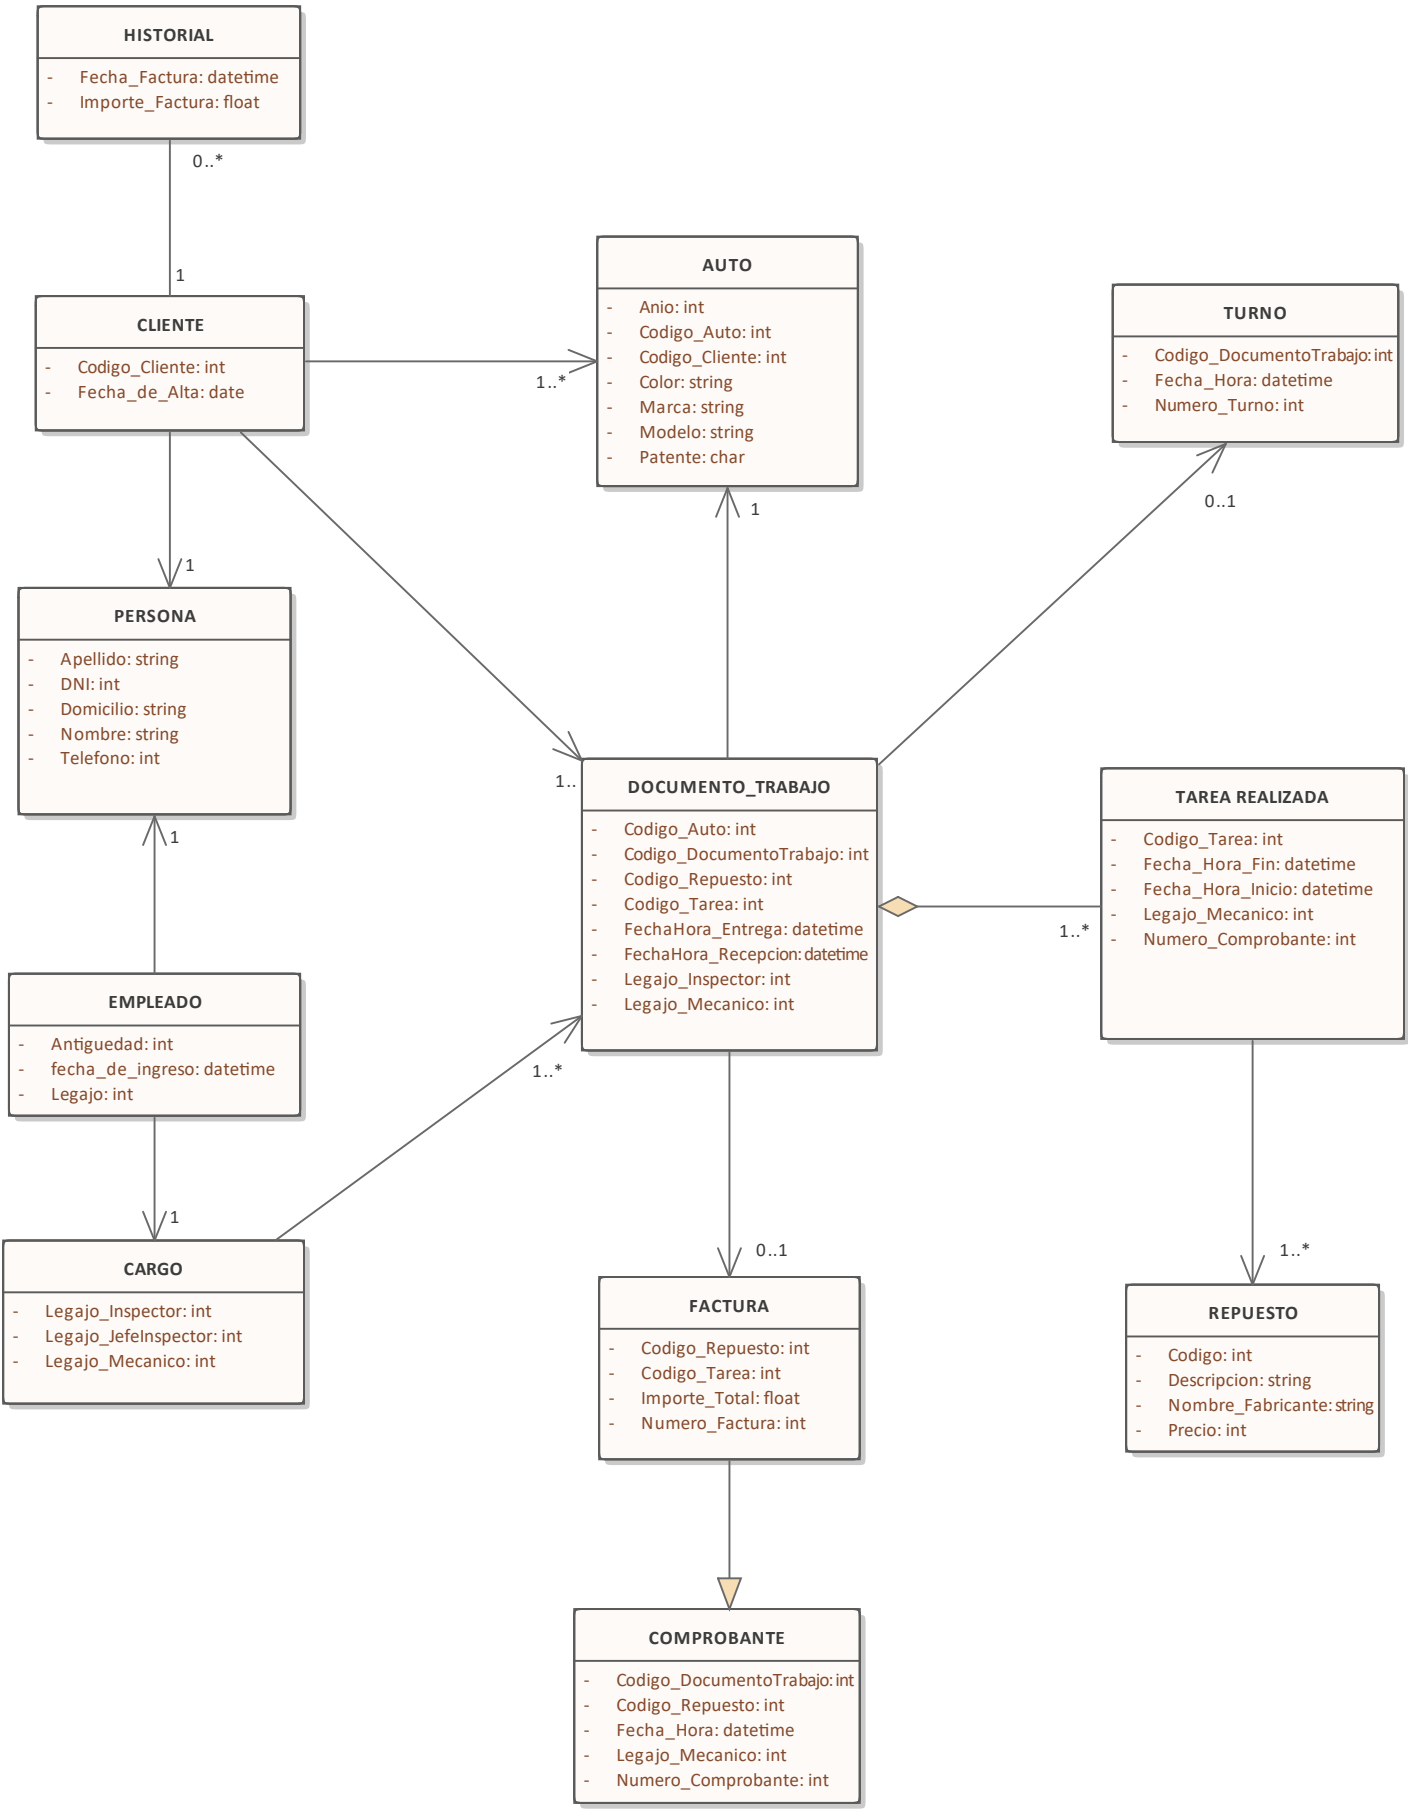 HISTORIAL
- Fecha_Factura: datetime
- Importe_Factura: float
0..*
1
CLIENTE
- Codigo_Cliente: int
- Fecha_de_Alta: date
1..*
AUTO
- Anio: int
- Codigo_Auto: int
- Codigo_Cliente: int
- Color: string
- Marca: string
- Modelo: string
- Patente: char
1
TURNO
- Codigo_DocumentoTrabajo: int
- Fecha_Hora: datetime
- Numero_Turno: int
0..1
1
PERSONA
- Apellido: string
- DNI: int
- Domicilio: string
- Nombre: string
- Telefono: int
1
1..
DOCUMENTO_TRABAJO
- Codigo_Auto: int
- Codigo_DocumentoTrabajo: int
- Codigo_Repuesto: int
- Codigo_Tarea: int
- FechaHora_Entrega: datetime
- FechaHora_Recepcion: datetime
- Legajo_Inspector: int
- Legajo_Mecanico: int
1..*
TAREA REALIZADA
- Codigo_Tarea: int
- Fecha_Hora_Fin: datetime
- Fecha_Hora_Inicio: datetime
- Legajo_Mecanico: int
- Numero_Comprobante: int
EMPLEADO
- Antiguedad: int
- fecha_de_ingreso: datetime
- Legajo: int
1..*
1
CARGO
- Legajo_Inspector: int
- Legajo_JefeInspector: int
- Legajo_Mecanico: int
0..1
FACTURA
- Codigo_Repuesto: int
- Codigo_Tarea: int
- Importe_Total: float
- Numero_Factura: int
1..*
REPUESTO
- Codigo: int
- Descripcion: string
- Nombre_Fabricante: string
- Precio: int
COMPROBANTE
- Codigo_DocumentoTrabajo: int
- Codigo_Repuesto: int
- Fecha_Hora: datetime
- Legajo_Mecanico: int
- Numero_Comprobante: int